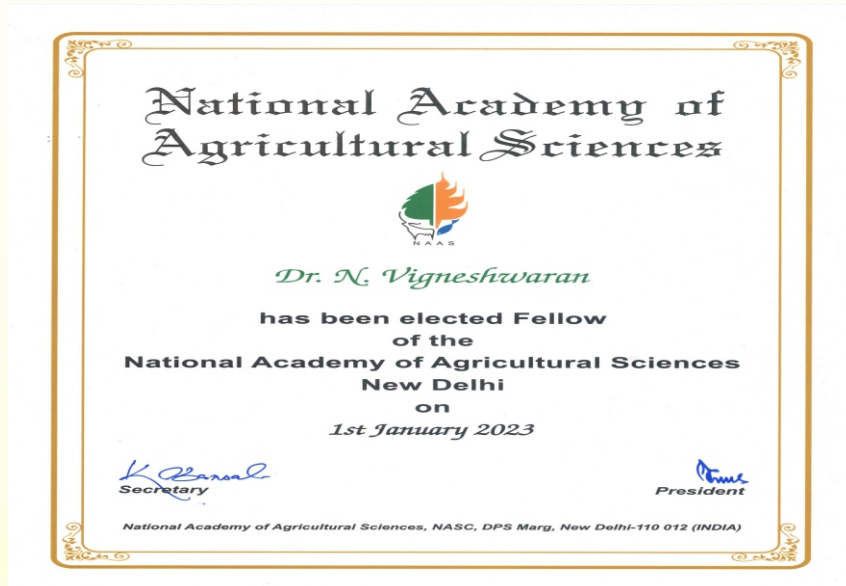 National Academy of
Agricultural Sciences
NAAS
Dr. N. Vigneshwaran
has been elected Fellow
of the
National Academy of Agricultural Sciences
New Delhi
on
1st January 2023
K Bansal
Secretary
President
National Academy of Agricultural Sciences, NASC, DPS Marg, New Delhi-110 012 (INDIA)